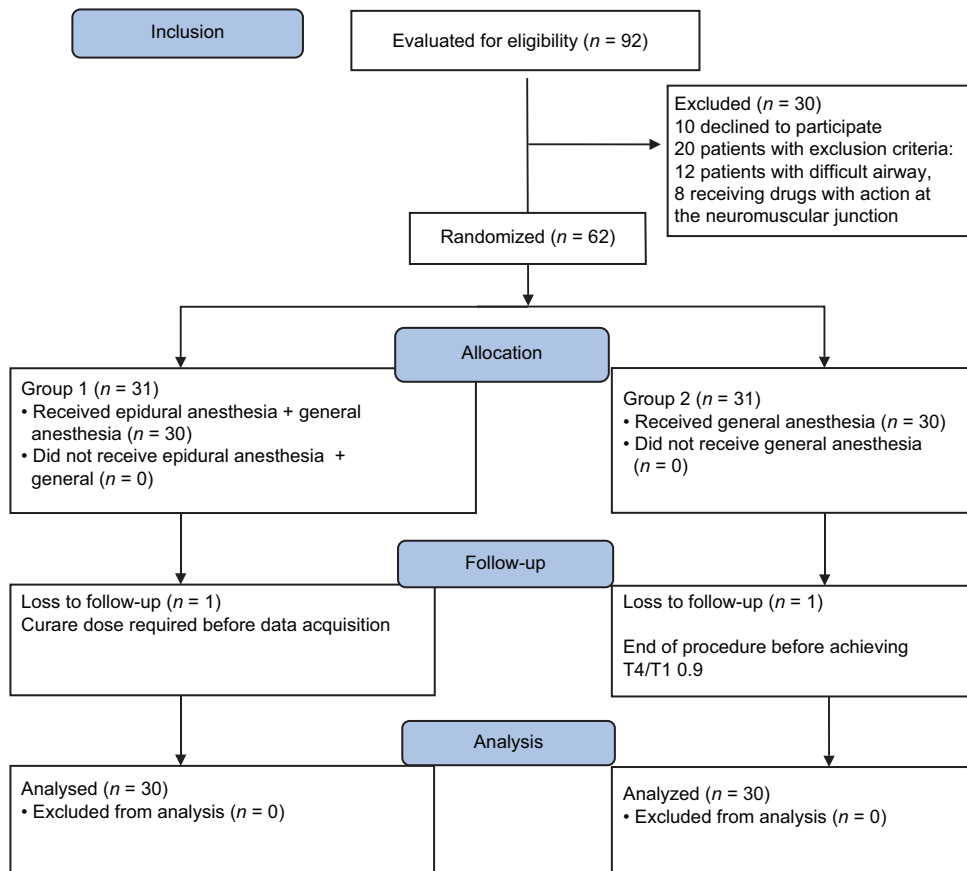 Inclusion
Evaluated for eligibility (n = 92)
Excluded (n = 30)
10 declined to participate
20 patients with exclusion criteria:
12 patients with difficult airway,
8 receiving drugs with action at
the neuromuscular junction
Randomized (n = 62)
Allocation
Group 1 (n = 31)
• Received epidural anesthesia + general
anesthesia (n = 30)
• Did not receive epidural anesthesia +
general (n = 0)
Group 2 (n = 31)
• Received general anesthesia (n = 30)
• Did not receive general anesthesia
(n = 0)
Follow-up
Loss to follow-up (n = 1)
Curare dose required before data acquisition
Loss to follow-up (n = 1)
End of procedure before achieving
T4/T1 0.9
Analysis
Analysed (n = 30)
• Excluded from analysis (n = 0)
Analyzed (n = 30)
• Excluded from analysis (n = 0)